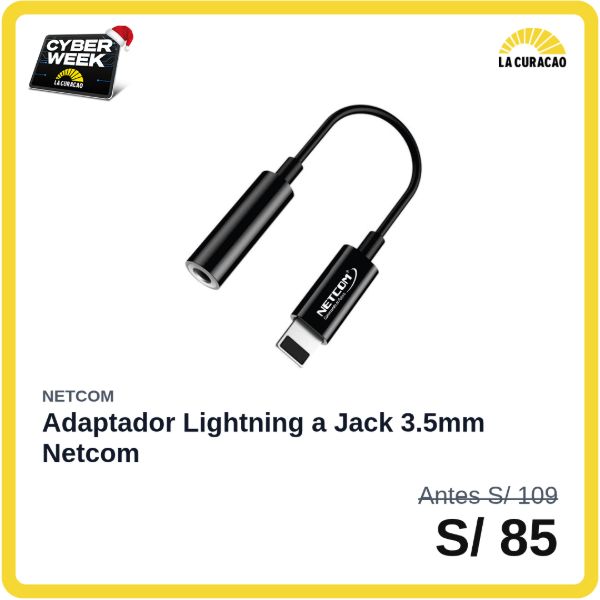 CYBER
WEEK
LA CURACAO
LA CURACAO
NETCOM
NETCOM
Adaptador Lightning a Jack 3.5mm
Netcom
Antes S/ 109
S/ 85